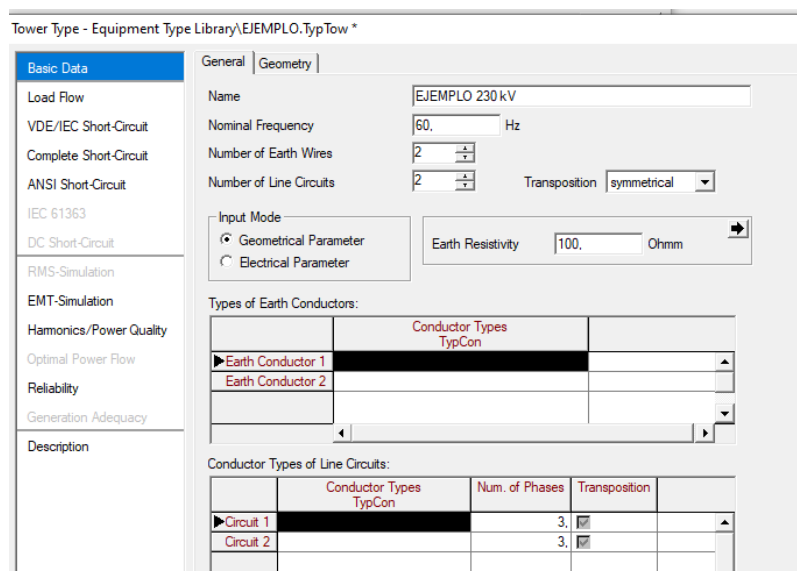 Tower Type - Equipment Type Library\EJEMPLO.TypTow *
Basic Data
Load Flow
VDE/IEC Short-Circuit
Complete Short-Circuit
ANSI Short-Circuit
IEC 61363
DC Short-Circuit
RMS-Simulation
EMT-Simulation
Harmonics/Power Quality
Optimal Power Flow
Reliability
Generation Adequacy
Description
General Geometry
Name EJEMPLO 230 kV
Nominal Frequency 60, Hz
Number of Earth Wires 2
Number of Line Circuits 2 Transposition symmetrical
Input Mode
Geometrical Parameter
Electrical Parameter
Earth Resistivity 100, Ohmm
Types of Earth Conductors:
Conductor Types
TypCon
Earth Conductor 1
Earth Conductor 2
Conductor Types of Line Circuits:
Conductor Types Num. of Phases Transposition
TypCon
Circuit 1 3,
Circuit 2 3,